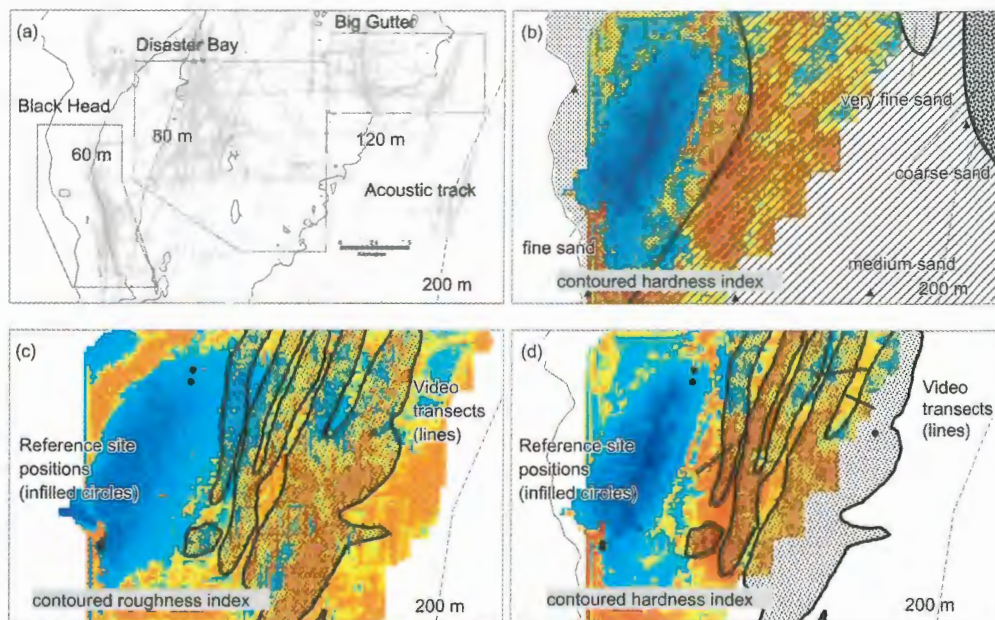 (a)
Big Gutter
Disaster Bay
Black Head
80 m
60 m
120 m
Acoustic track
200 m
(b)
very fine sand
coarse sand
fine sand
medium sand
contoured hardness index
200 m
(c)
Video
transects
(lines)
Reference site
positions
(infilled circles)
contoured roughness index
200 m
(d)
Video
transects
(lines)
Reference site
positions
(infilled circles)
contoured hardness index
200 m